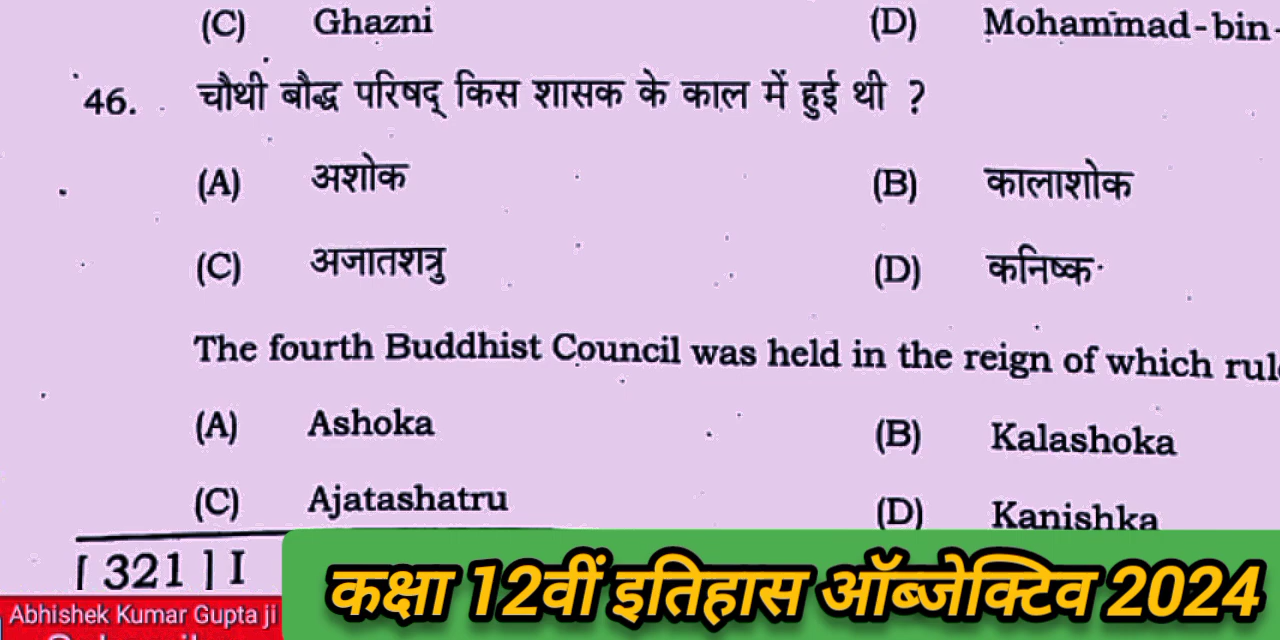 (C) Ghazni (D) Mohammad-bin-
46. चौथी बौद्ध परिषद् किस शासक के काल में हुई थी ?
(A) अशोक (B) कालाशोक
(C) अजातशत्रु (D) कनिष्क
The fourth Buddhist Council was held in the reign of which
(A) Ashoka (B) Kalashoka
(C) Ajatashatru (D) Kanishka
[ 321 ] I
कक्षा 12वीं इतिहास ऑब्जेक्टिव 2024
Abhishek Kumar Gupta ji